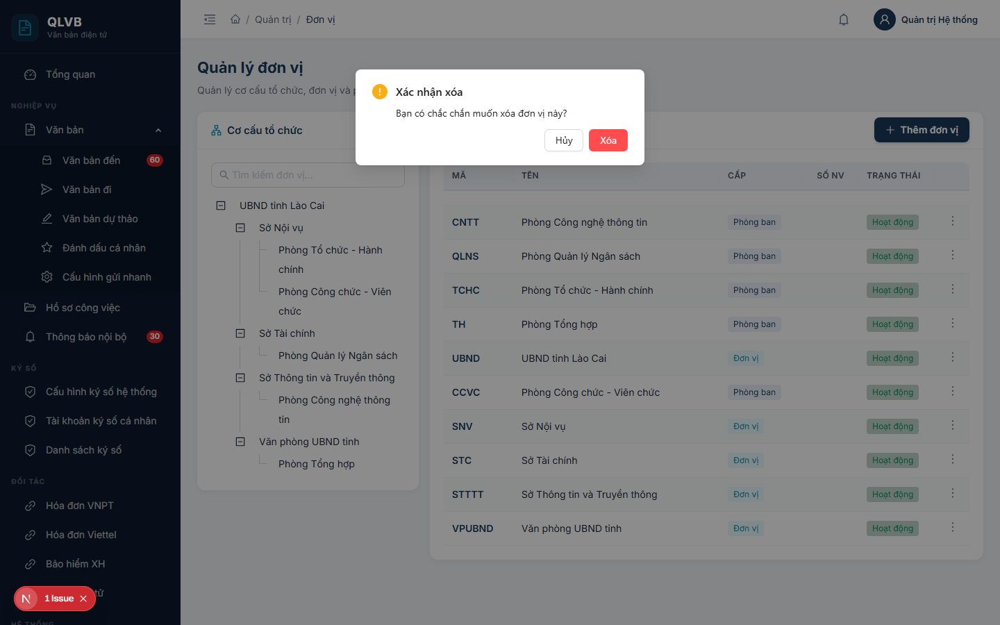 QLVB
Văn bản điện tử
Tổng quan
NGHIỆP VỤ
Văn bản
Văn bản đến 60
Văn bản đi
Văn bản dự thảo
Đánh dấu cá nhân
Cấu hình gửi nhanh
Hồ sơ công việc
Thông báo nội bộ 30
KÝ SỐ
Cấu hình ký số hệ thống
Tài khoản ký số cá nhân
Danh sách ký số
ĐỐI TÁC
Hóa đơn VNPT
Hóa đơn Viettel
Bảo hiểm XH
tử
N 1 Issue
HỆ THỐNG
/ Quản trị / Đơn vị
Quản trị Hệ thống
Quản lý đơn vị
Quản lý cơ cấu tổ chức, đơn vị và
Xác nhận xóa
Bạn có chắc chắn muốn xóa đơn vị này?
Hủy Xóa
Cơ cấu tổ chức
Tìm kiếm đơn vị...
UBND tỉnh Lào Cai
Sở Nội vụ
Phòng Tổ chức - Hành
chính
Phòng Công chức - Viên
chức
Sở Tài chính
Phòng Quản lý Ngân sách
Sở Thông tin và Truyền thông
Phòng Công nghệ thông
tin
Văn phòng UBND tỉnh
Phòng Tổng hợp
Thêm đơn vị
MÃ TÊN CẤP SỐ NV TRẠNG THÁI
CNTT Phòng Công nghệ thông tin Phòng ban Hoạt động
QLNS Phòng Quản lý Ngân sách Phòng ban Hoạt động
TCHC Phòng Tổ chức - Hành chính Phòng ban Hoạt động
TH Phòng Tổng hợp Phòng ban Hoạt động
UBND UBND tỉnh Lào Cai Đơn vị Hoạt động
CCVC Phòng Công chức - Viên chức Phòng ban Hoạt động
SNV Sở Nội vụ Đơn vị Hoạt động
STC Sở Tài chính Đơn vị Hoạt động
STTTT Sở Thông tin và Truyền thông Đơn vị Hoạt động
VPUBND Văn phòng UBND tỉnh Đơn vị Hoạt động